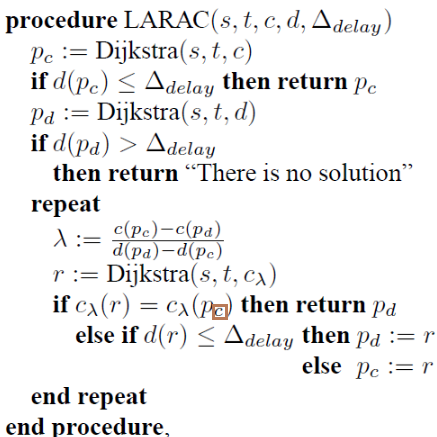 procedure LARAC(s, t, c, d, Δ_delay)
p_c := Dijkstra(s, t, c)
if d(p_c) ≤ Δ_delay then return p_c
p_d := Dijkstra(s, t, d)
if d(p_d) > Δ_delay
then return “There is no solution”
repeat
λ := \frac{c(p_c)−c(p_d)}{d(p_d)−d(p_c)}
r := Dijkstra(s, t, c_λ)
if c_λ(r) = c_λ(p_c) then return p_d
else if d(r) ≤ Δ_delay then p_d := r
else p_c := r
end repeat
end procedure,